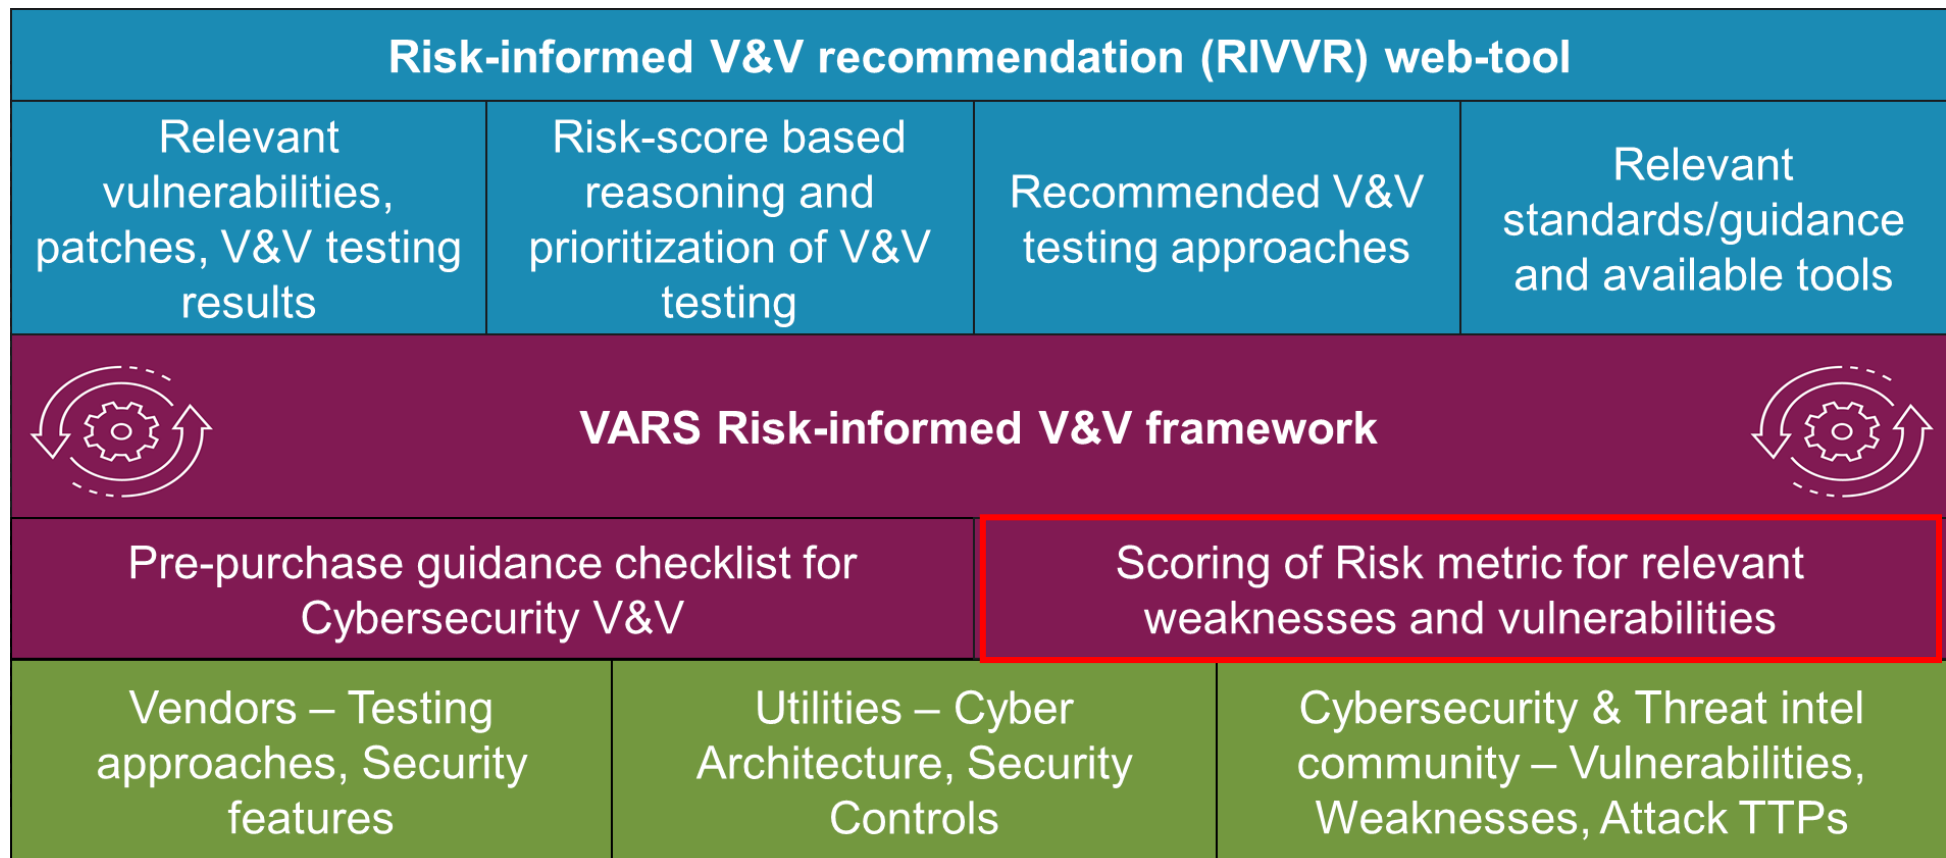 Risk-informed V&V recommendation (RIVVR) web-tool
Relevant
vulnerabilities,
patches, V&V testing
results
Risk-score based
reasoning and
prioritization of V&V
testing
Recommended V&V
testing approaches
Relevant
standards/guidance
and available tools
VARS Risk-informed V&V framework
Pre-purchase guidance checklist for
Cybersecurity V&V
Scoring of Risk metric for relevant
weaknesses and vulnerabilities
Vendors – Testing
approaches, Security
features
Utilities – Cyber
Architecture, Security
Controls
Cybersecurity & Threat intel
community – Vulnerabilities,
Weaknesses, Attack TTPs